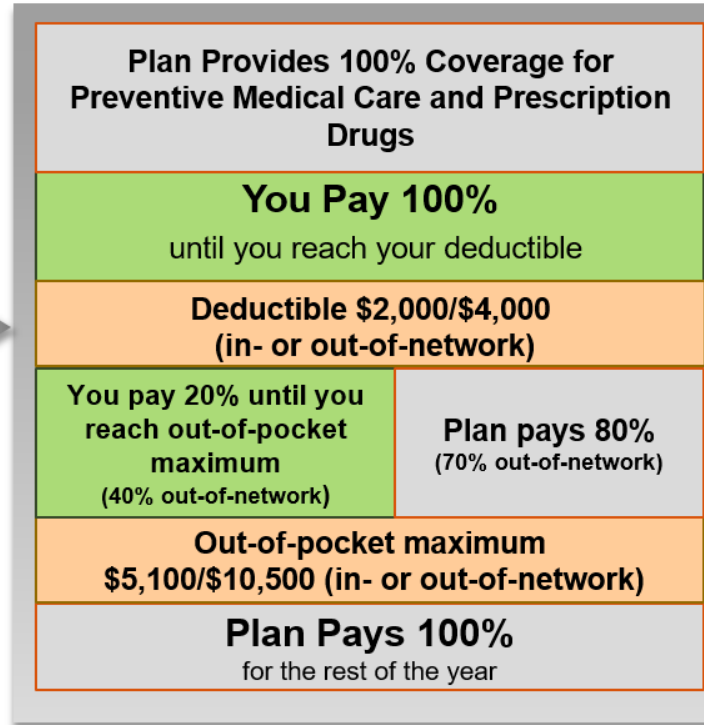 Plan Provides 100% Coverage for
Preventive Medical Care and Prescription
Drugs
You Pay 100%
until you reach your deductible
Deductible $2,000/$4,000
(in- or out-of-network)
You pay 20% until you
reach out-of-pocket
maximum
(40% out-of-network)
Plan pays 80%
(70% out-of-network)
Out-of-pocket maximum
$5,100/$10,500 (in- or out-of-network)
Plan Pays 100%
for the rest of the year